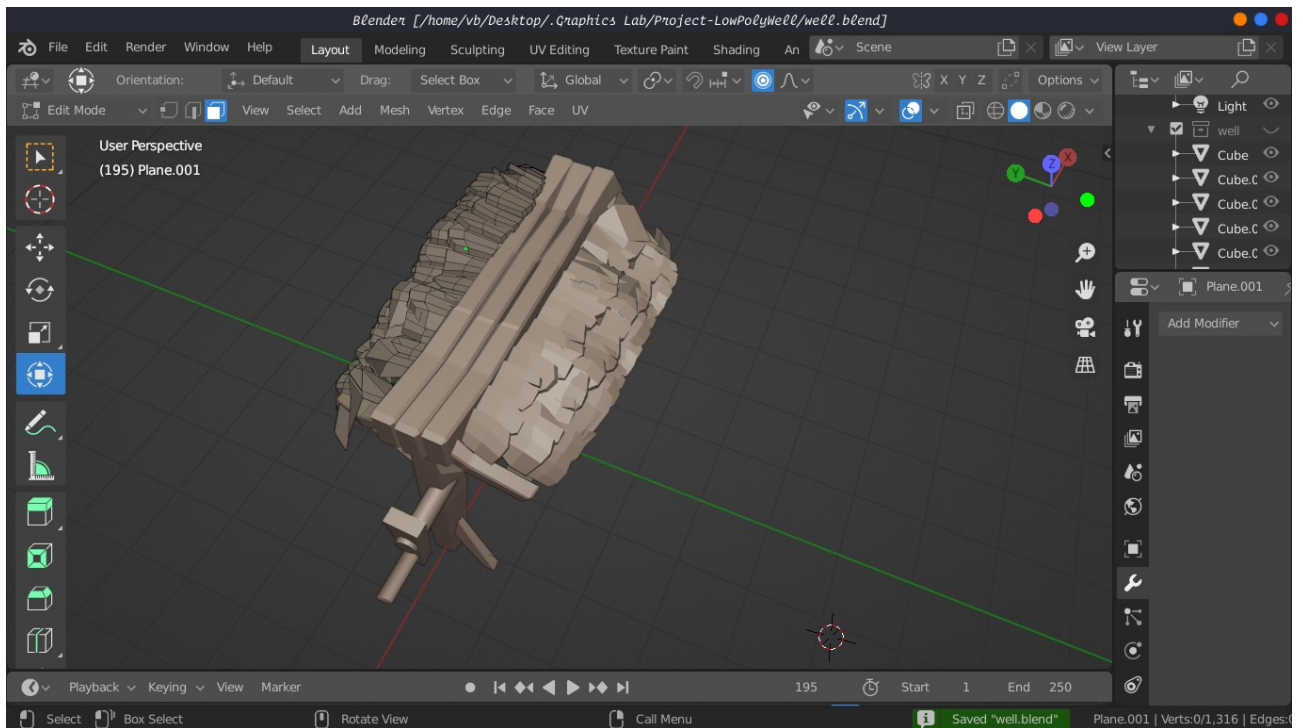 Blender [/home/vb/Desktop/.Graphics Lab/Project-LowPolyWell/well.blend]
File Edit Render Window Help Layout Modeling Sculpting UV Editing Texture Paint Shading An Scene View Layer
Orientation: Default Drag: Select Box Global X Y Z Options
Edit Mode View Select Add Mesh Vertex Edge Face UV
Light
well
Cube
Cube.0
Cube.0
Cube.0
Cube.0
User Perspective
(195) Plane.001
X
Y
Z
Plane.001
Add Modifier
Playback Keying View Marker 195 Start 1 End 250
Select Box Select Rotate View Call Menu Saved "well.blend" Plane.001 | Verts:0/1,316 | Edges: